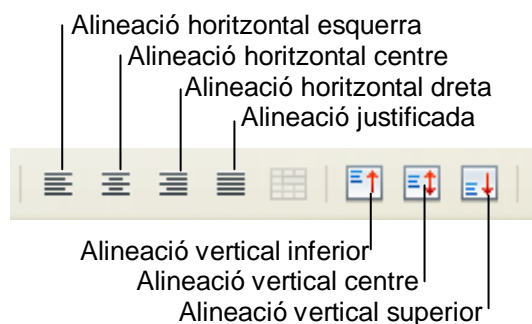 Alineació horitzontal esquerra
Alineació horitzontal centre
Alineació horitzontal dreta
Alineació justificada
Alineació vertical inferior
Alineació vertical centre
Alineació vertical superior